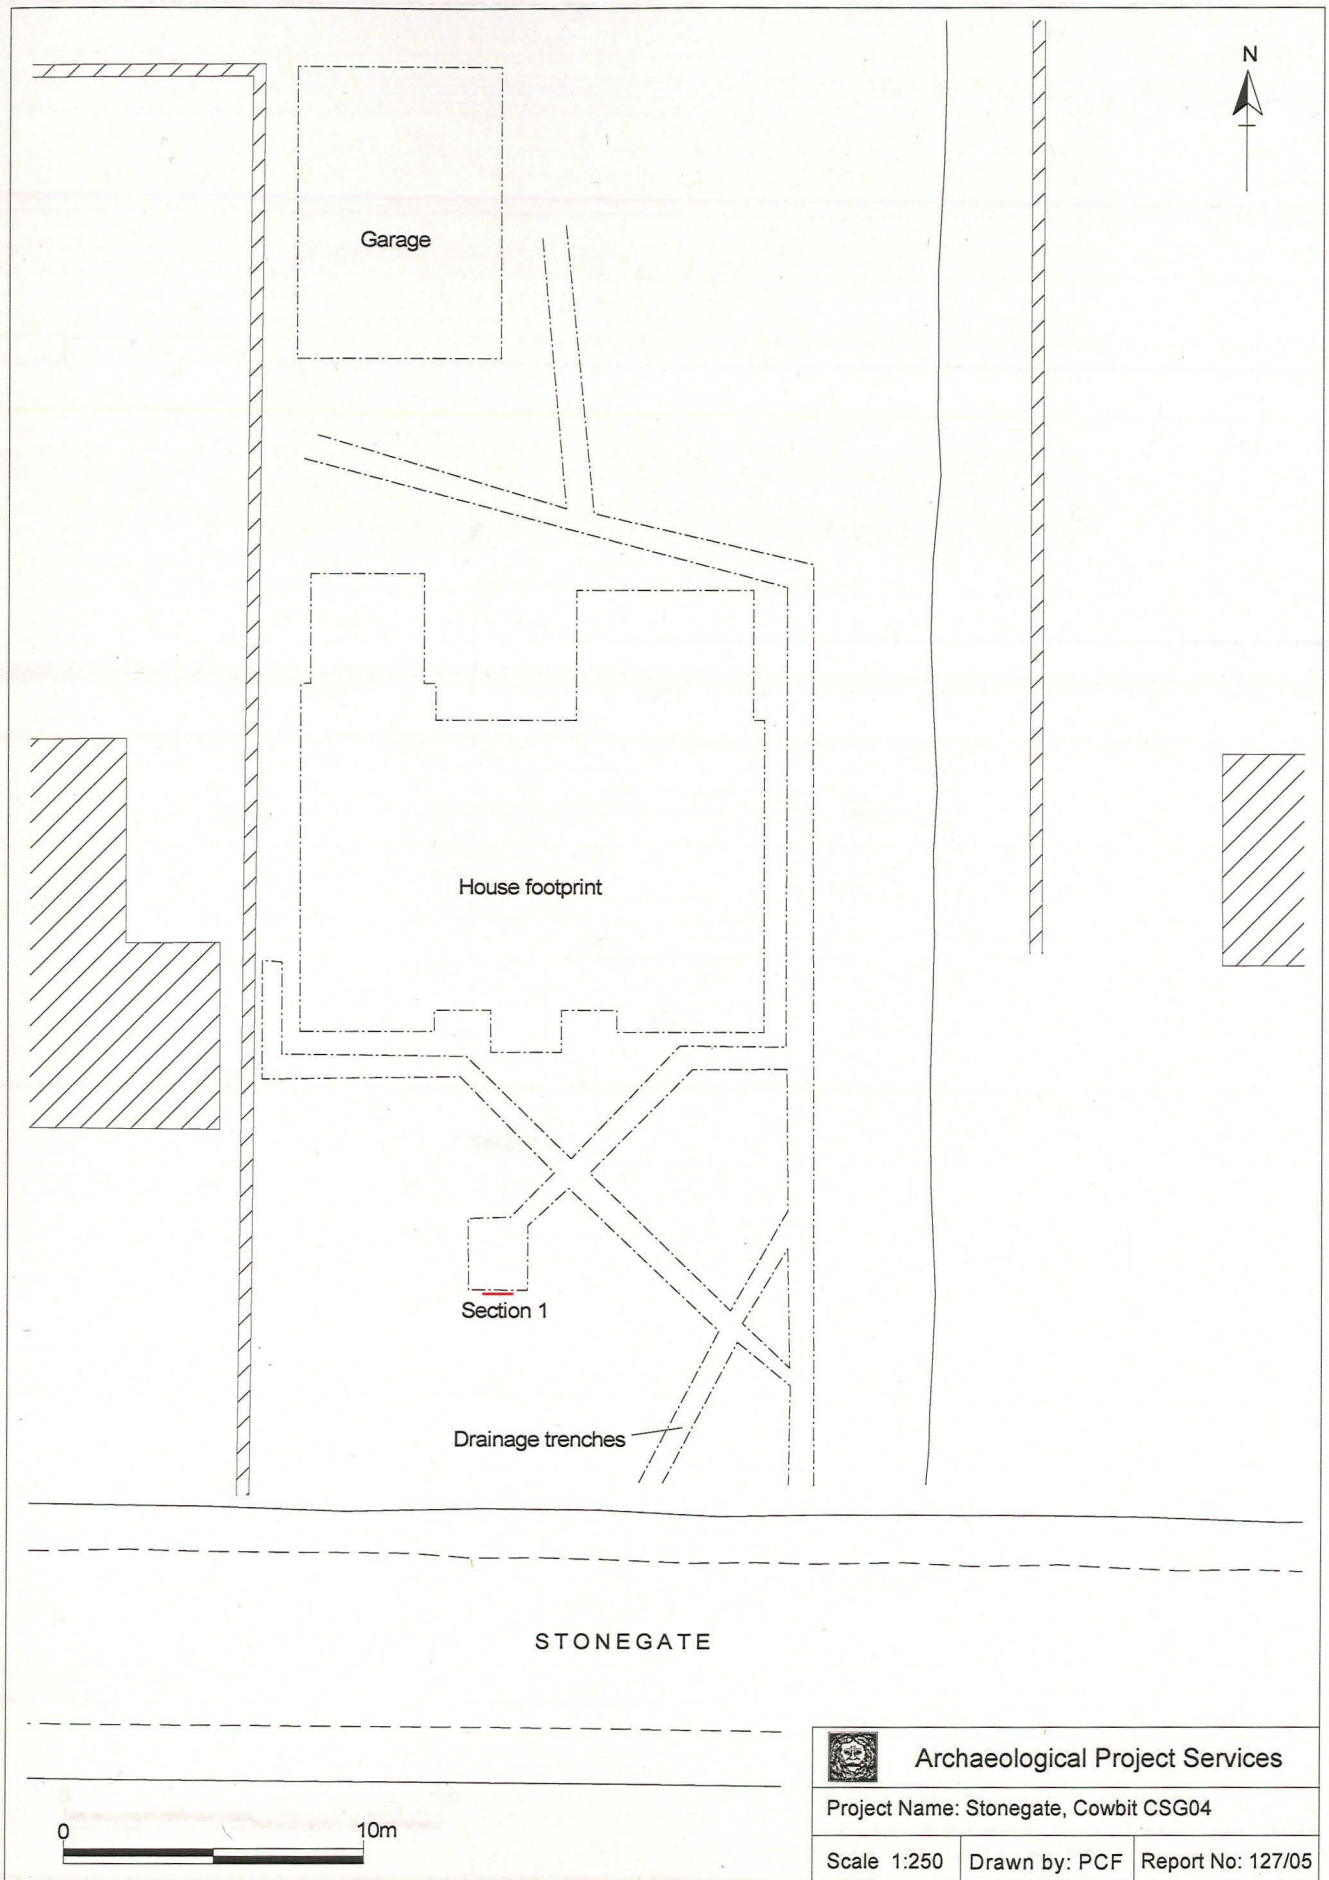 N
Garage
House footprint
Section 1
Drainage trenches
STONEGATE
0 10m
Archaeological Project Services
Project Name: Stonegate, Cowbit CSG04
Scale 1:250
Drawn by: PCF
Report No: 127/05